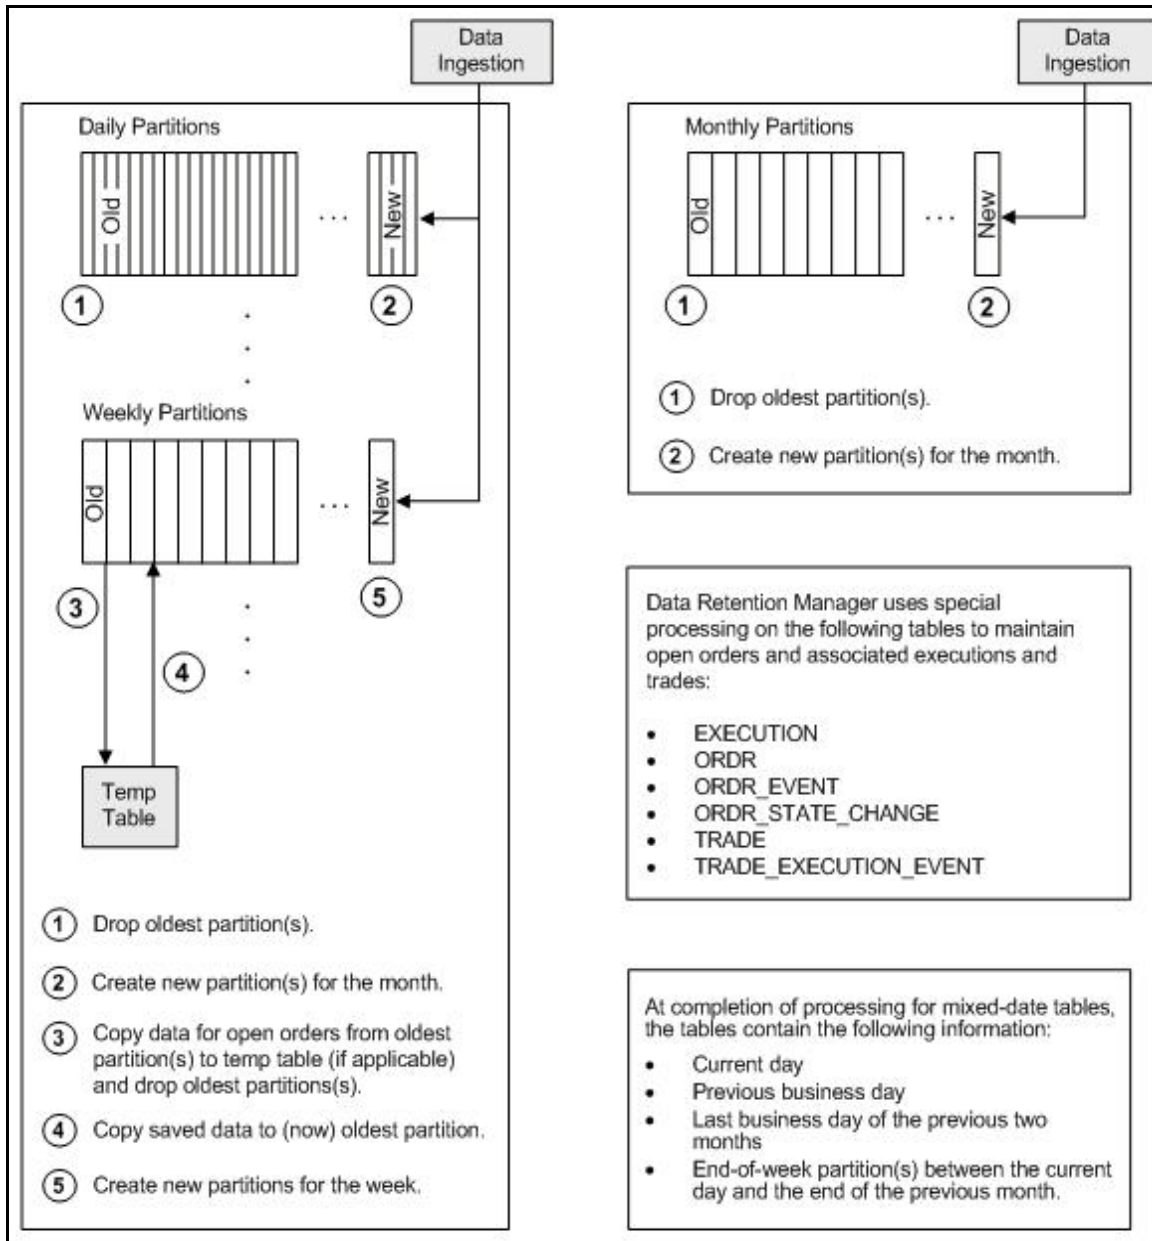 Data
Ingestion
Daily Partitions
Old
. . .
New
1
2
Weekly Partitions
Old
. . .
New
3
4
5
Temp
Table
1 Drop oldest partition(s).
2 Create new partition(s) for the month.
3 Copy data for open orders from oldest
partition(s) to temp table (if applicable)
and drop oldest partitions(s).
4 Copy saved data to (now) oldest partition.
5 Create new partitions for the week.
Data
Ingestion
Monthly Partitions
Old
. . .
New
1
2
1 Drop oldest partition(s).
2 Create new partition(s) for the month.
Data Retention Manager uses special
processing on the following tables to maintain
open orders and associated executions and
trades:
• EXECUTION
• ORDR
• ORDR_EVENT
• ORDR_STATE_CHANGE
• TRADE
• TRADE_EXECUTION_EVENT
At completion of processing for mixed-date tables,
the tables contain the following information:
• Current day
• Previous business day
• Last business day of the previous two
months
• End-of-week partition(s) between the current
day and the end of the previous month.